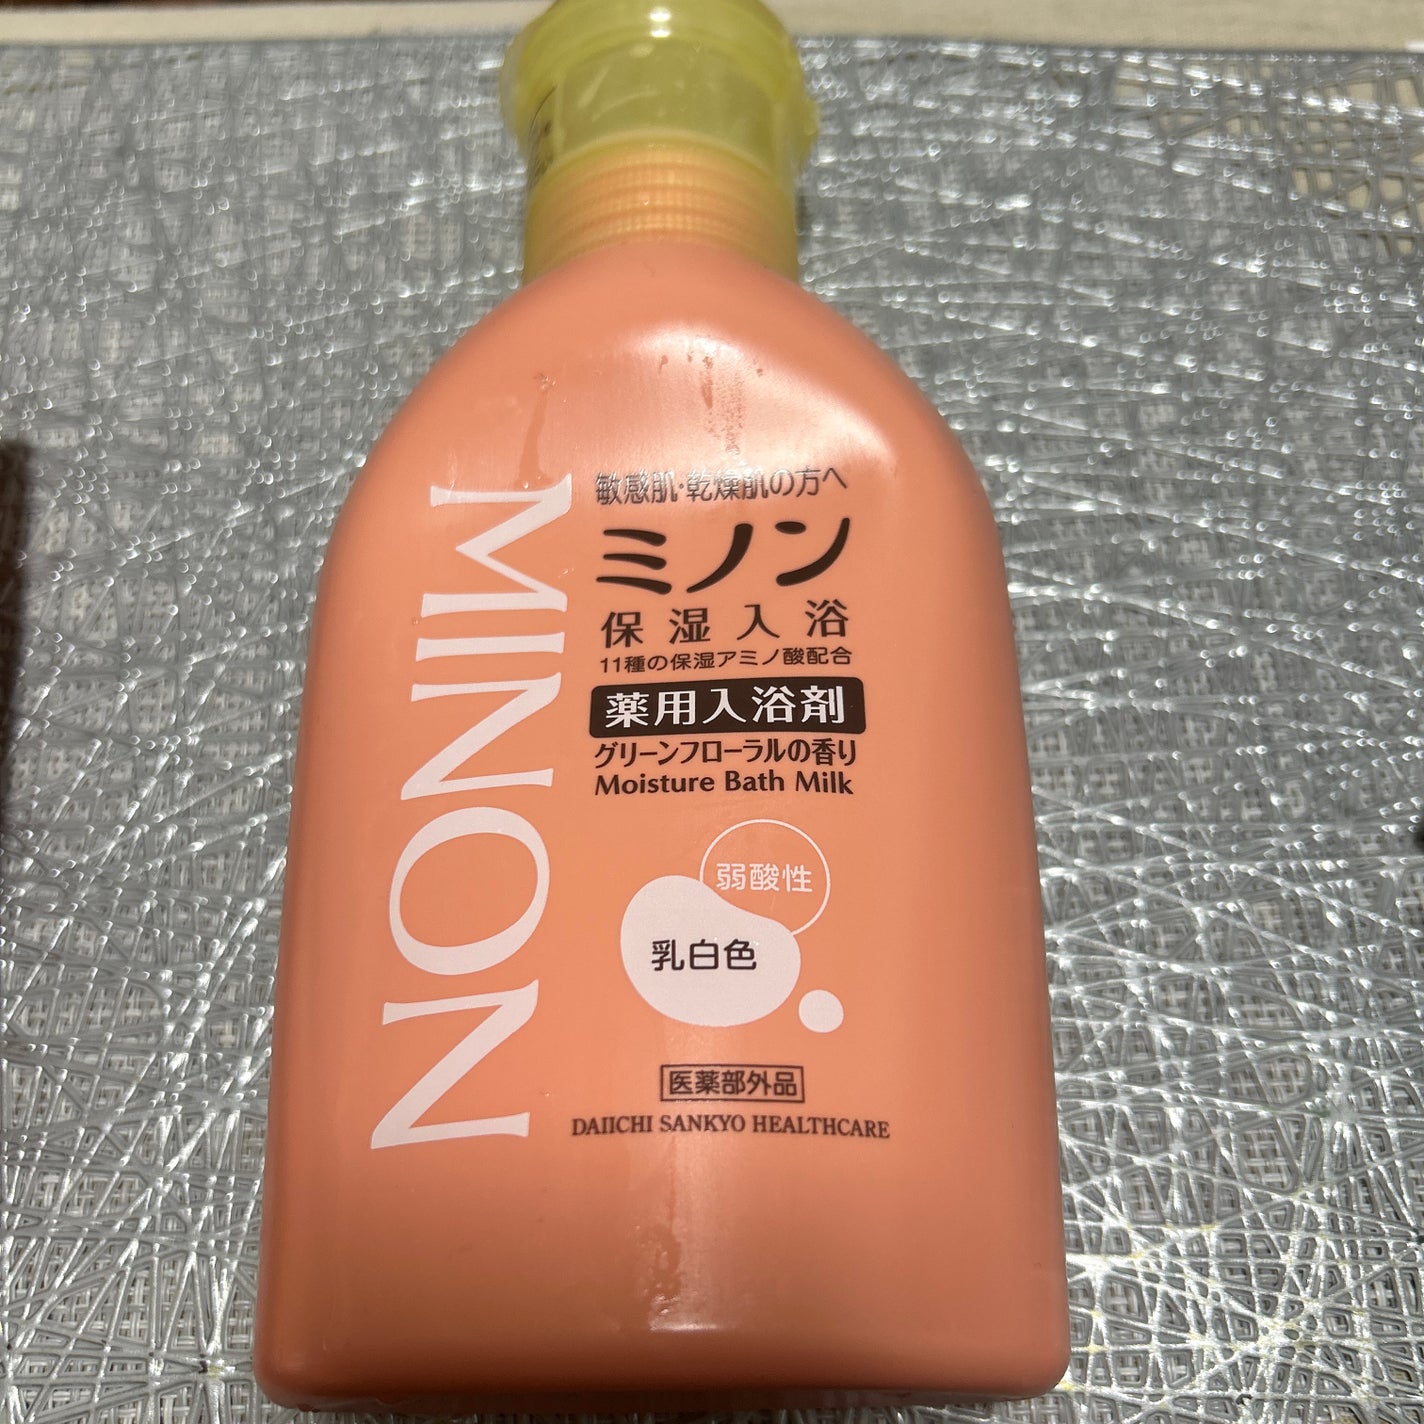 MINON
敏感肌・乾燥肌の方へ
ミノン
保湿入浴
11種の保湿アミノ酸配合
薬用入浴剤
グリーンフローラルの香り
Moisture Bath Milk
弱酸性
乳白色
医薬部外品
DAIICHI SANKYO HEALTHCARE